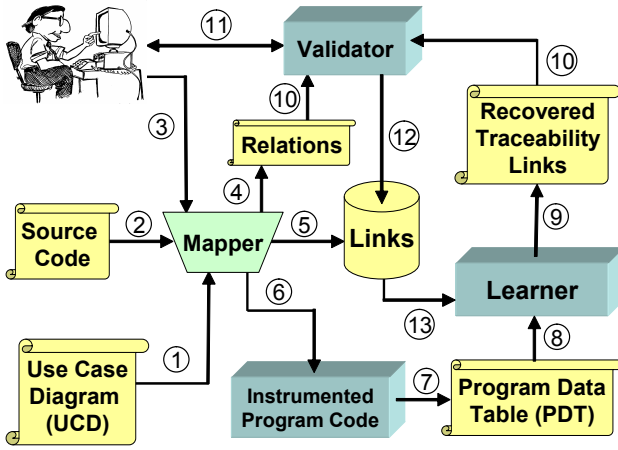 ⑪
Validator
③
⑩
⑩
Relations
④
⑫
Recovered
Traceability
Links
Source
Code
②
Mapper
⑤
Links
⑨
⑥
⑬
Learner
①
Use Case
Diagram
(UCD)
Instrumented
Program Code
⑦
⑧
Program Data
Table (PDT)